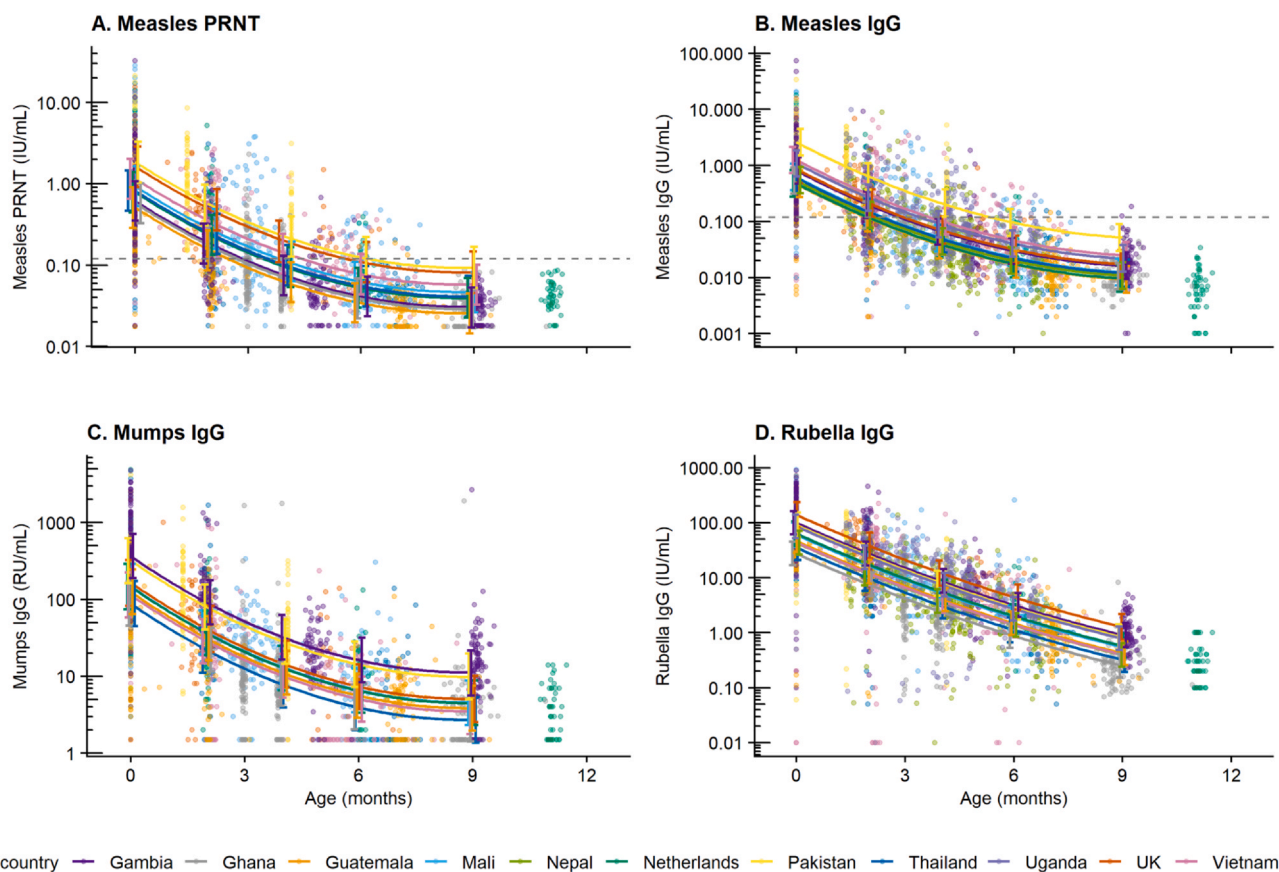 A. Measles PRNT
Measles PRNT (IU/mL)
10.00
1.00
0.10
0.01
B. Measles IgG
Measles IgG (IU/mL)
100.000
10.000
1.000
0.100
0.010
0.001
C. Mumps IgG
Mumps IgG (RU/mL)
1000
100
10
1
0 3 6 9 12
Age (months)
D. Rubella IgG
Rubella IgG (IU/mL)
1000.00
100.00
10.00
1.00
0.10
0.01
0 3 6 9 12
Age (months)
country Gambia Ghana Guatemala Mali Nepal Netherlands Pakistan Thailand Uganda UK Vietnam